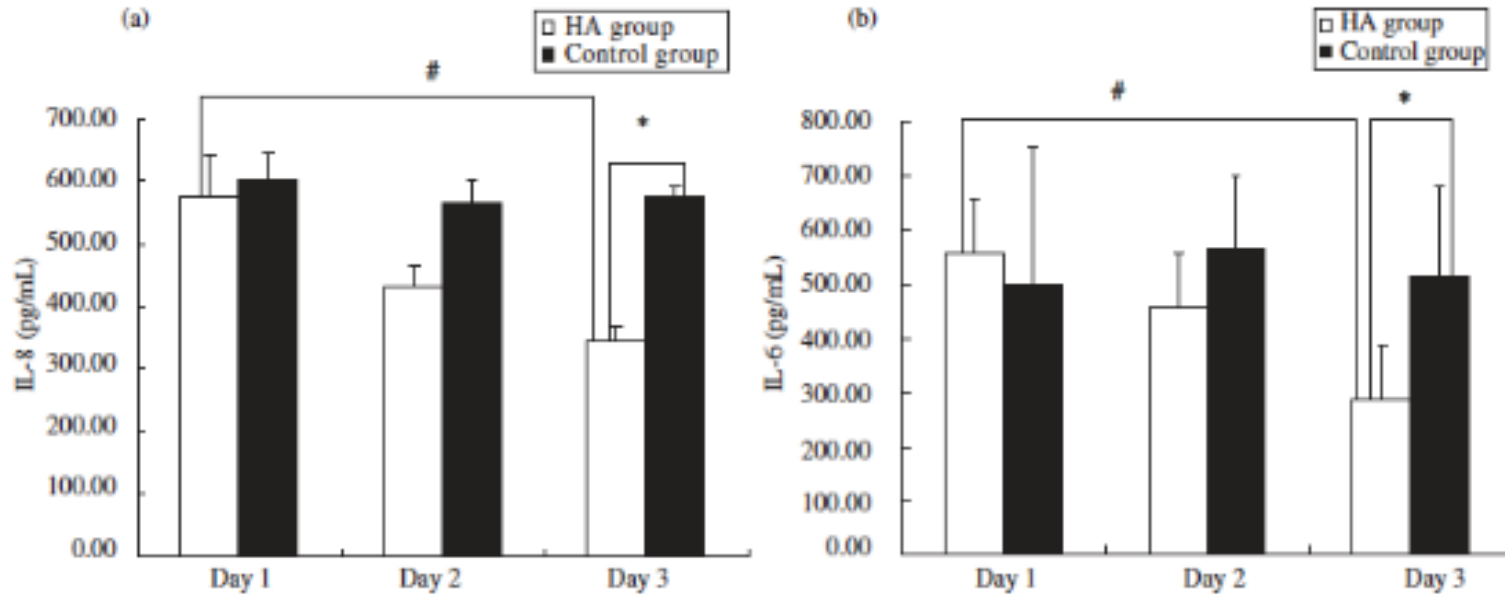 (a)
HA group
Control group
#
*
700.00
600.00
500.00
400.00
300.00
200.00
100.00
0.00
IL-8 (pg/mL)
Day 1
Day 2
Day 3
(b)
HA group
Control group
#
*
800.00
700.00
600.00
500.00
400.00
300.00
200.00
100.00
0.00
IL-6 (pg/mL)
Day 1
Day 2
Day 3